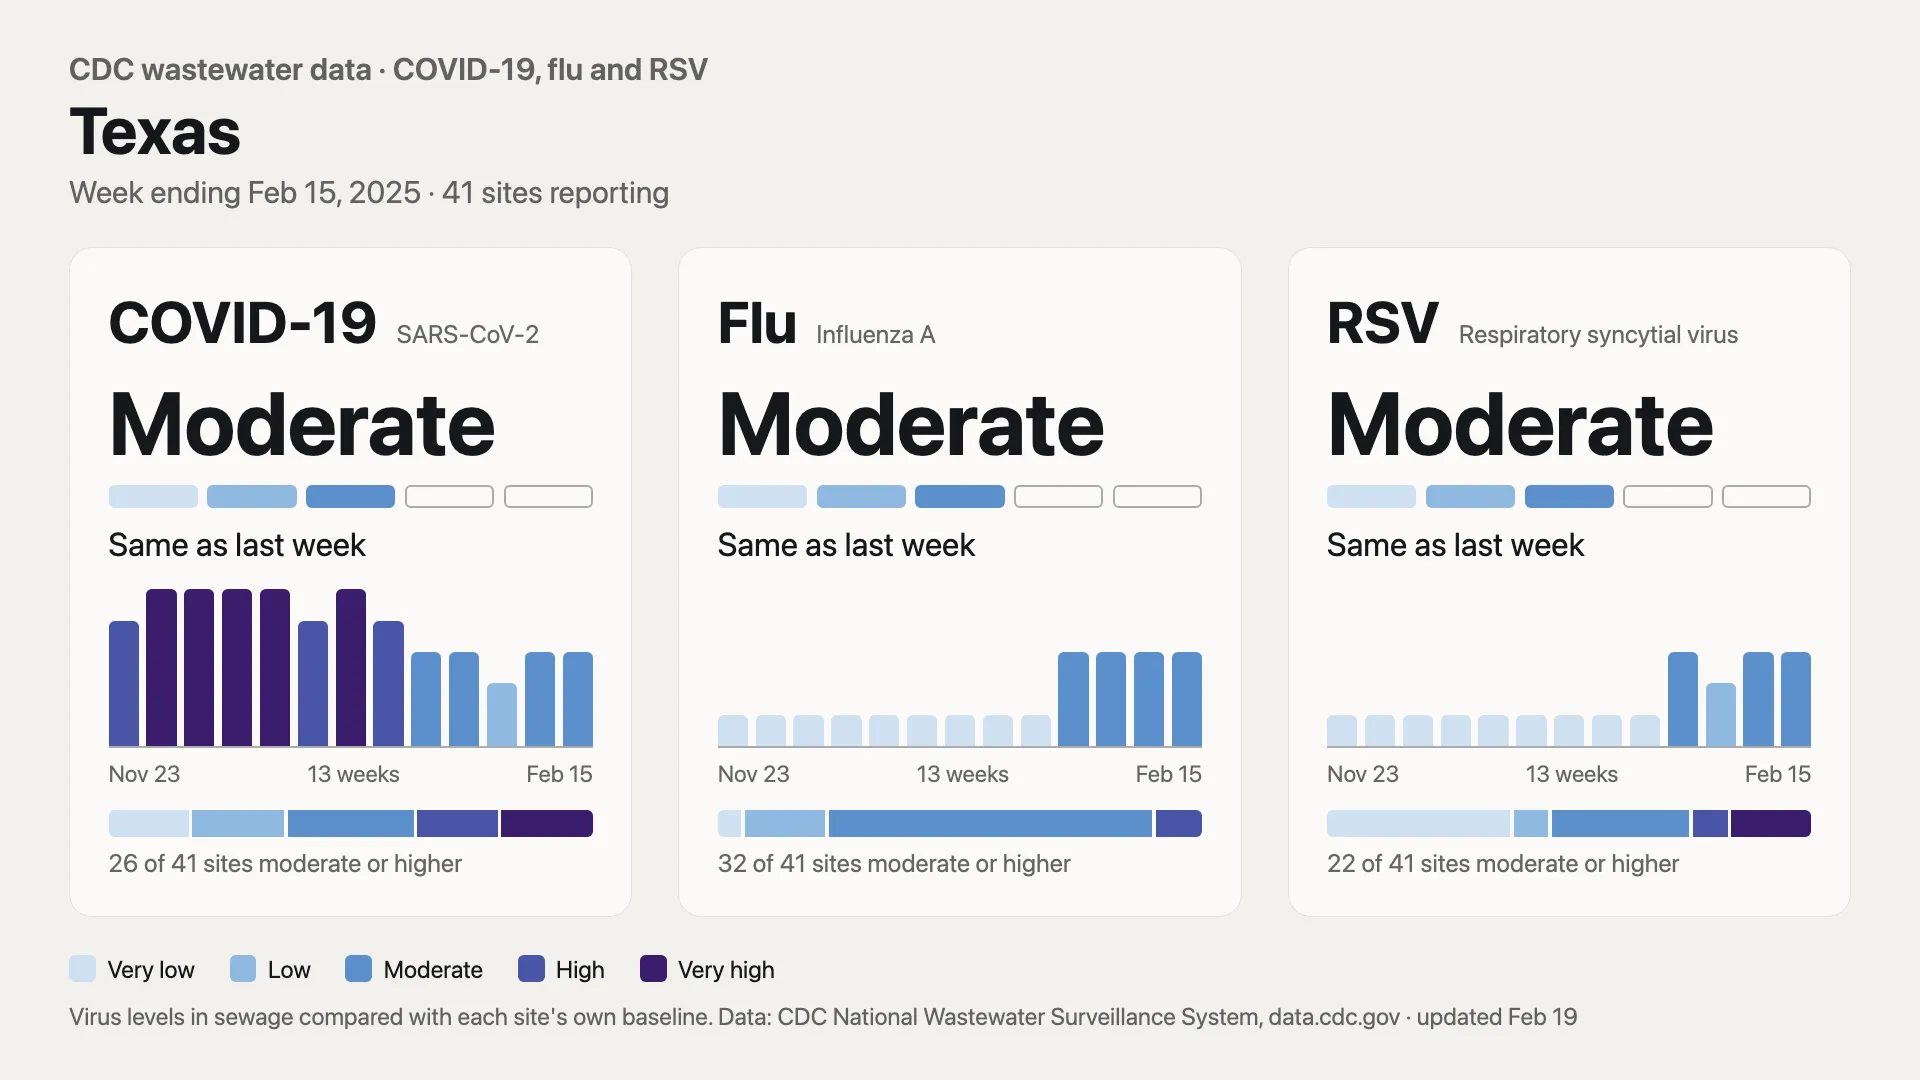 CDC wastewater data · COVID-19, flu and RSV
Texas
Week ending Feb 15, 2025 · 41 sites reporting
COVID-19 SARS-CoV-2
Moderate
Same as last week
Nov 23 13 weeks Feb 15
26 of 41 sites moderate or higher
Flu Influenza A
Moderate
Same as last week
Nov 23 13 weeks Feb 15
32 of 41 sites moderate or higher
RSV Respiratory syncytial virus
Moderate
Same as last week
Nov 23 13 weeks Feb 15
22 of 41 sites moderate or higher
Very low Low Moderate High Very high
Virus levels in sewage compared with each site's own baseline. Data: CDC National Wastewater Surveillance System, data.cdc.gov · updated Feb 19